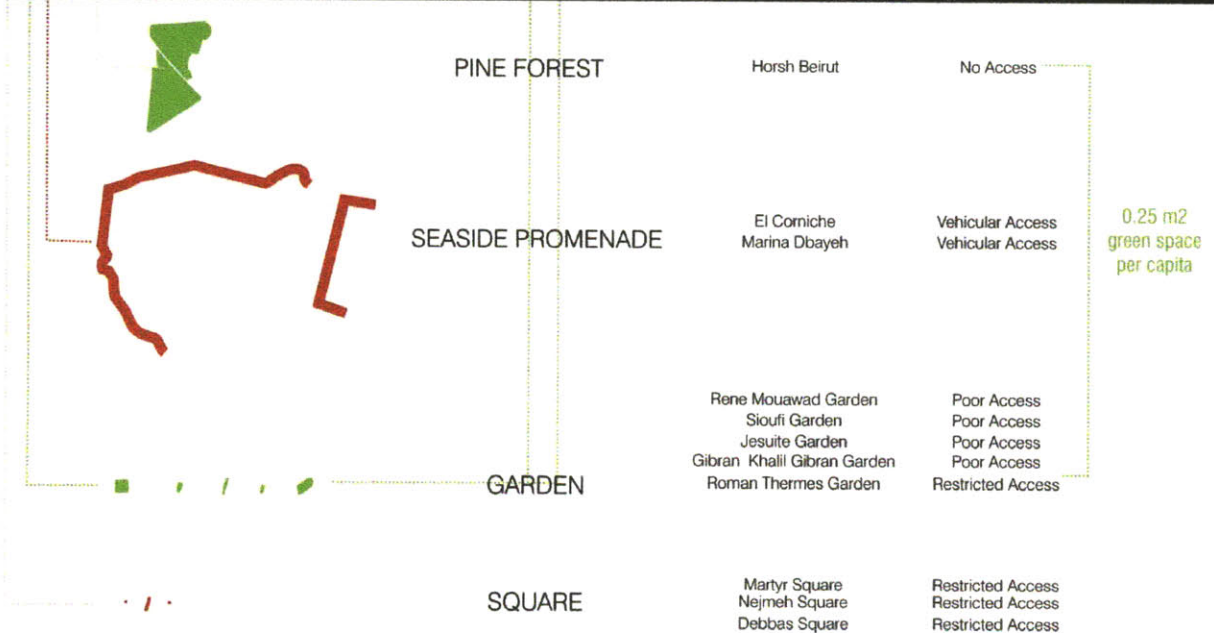 PINE FOREST Horsh Beirut No Access
El Corniche Vehicular Access
SEASIDE PROMENADE Marina Dbayeh Vehicular Access
0.25 m2
green space
per capita
Rene Mouawad Garden Poor Access
Sioufi Garden Poor Access
Jesuite Garden Poor Access
Gibran Khalil Gibran Garden Poor Access
GARDEN Roman Thermes Garden Restricted Access
Martyr Square Restricted Access
SQUARE Nejmeh Square Restricted Access
Debbas Square Restricted Access